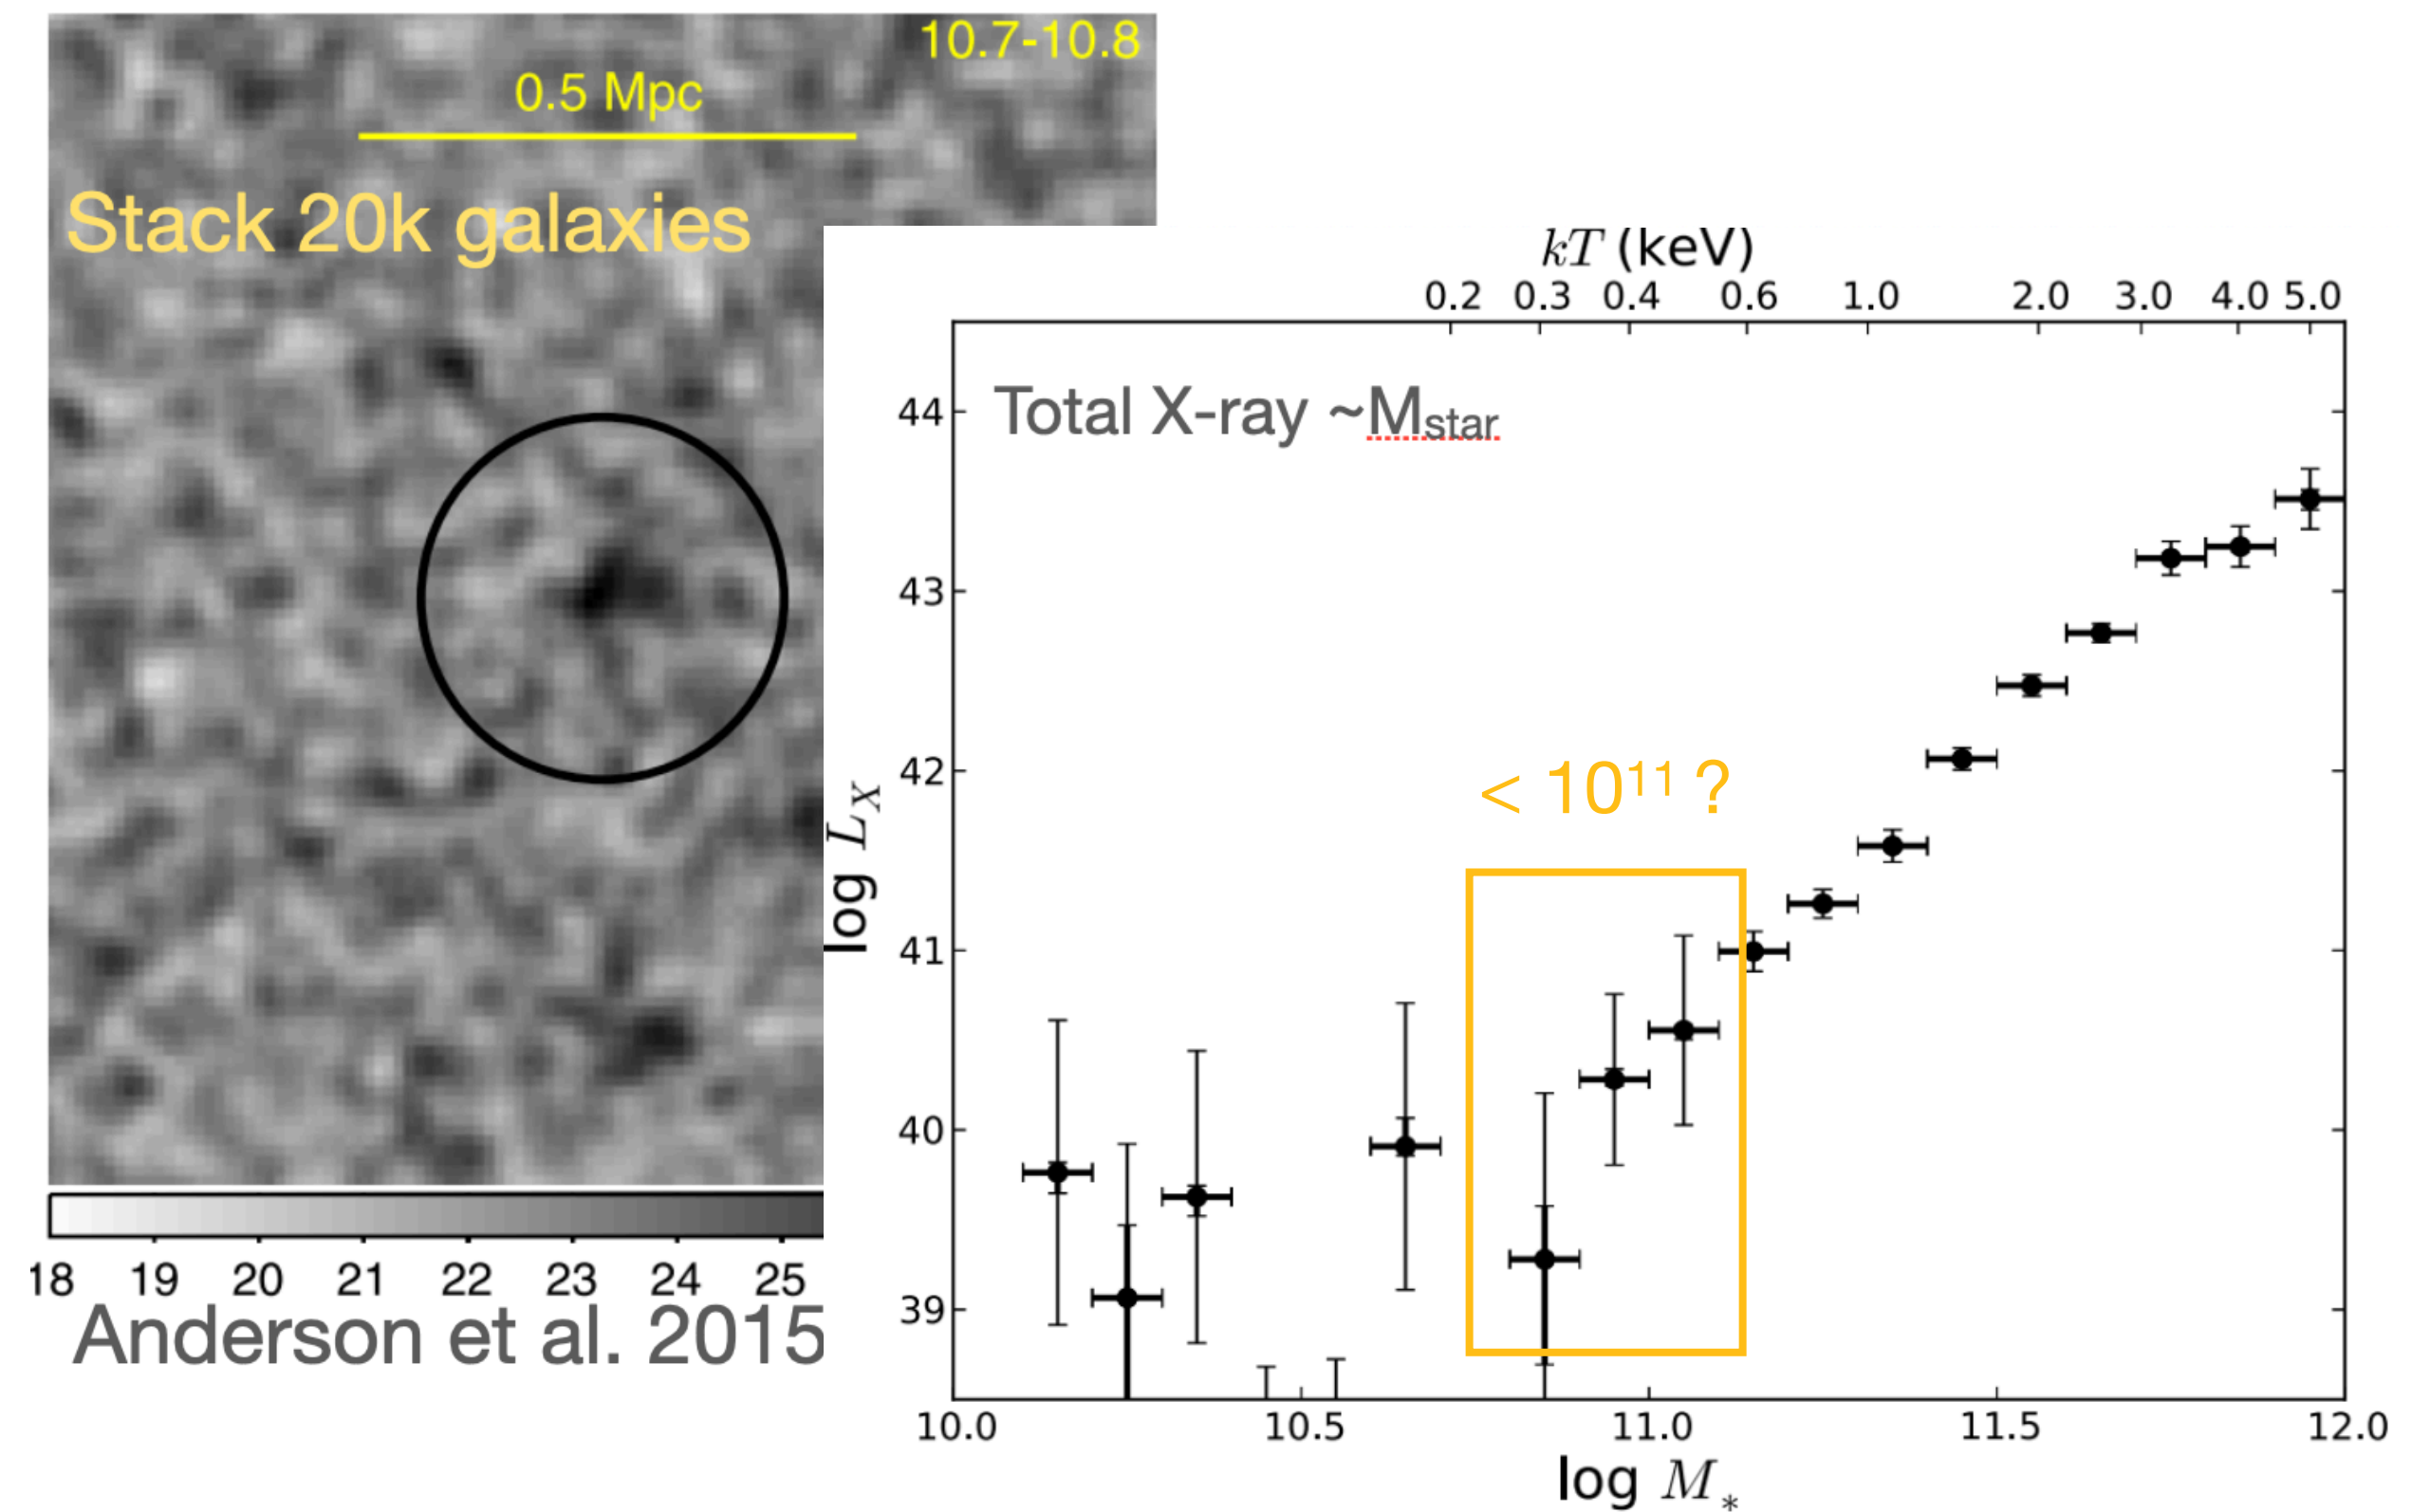 10.7-10.8
0.5 Mpc
Stack 20k galaxies
18 19 20 21 22 23 24 25
Anderson et al. 2015
kT (keV)
0.2 0.3 0.4 0.6 1.0 2.0 3.0 4.0 5.0
Total X-ray ~Mstar
< 10¹¹ ?
log L_X
44
43
42
41
40
39
10.0 10.5 11.0 11.5 12.0
log M_*